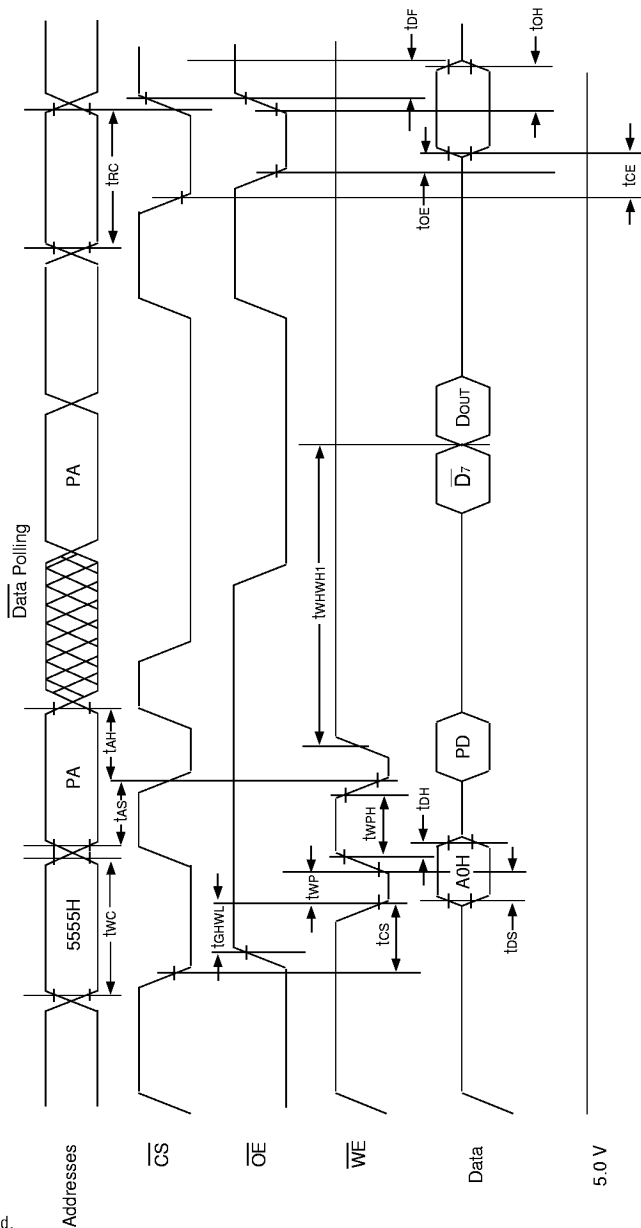 d.
Data Polling
Addresses
5555H
PA
PA
tWC
tAS
tAH
tRC
CS
OE
tGHWL
WE
tCS
tWP
tWPH
tWHWH1
tDF
tOE
tDH
Data
A0H
PD
D7
DOUT
tDS
tOH
tCE
5.0 V